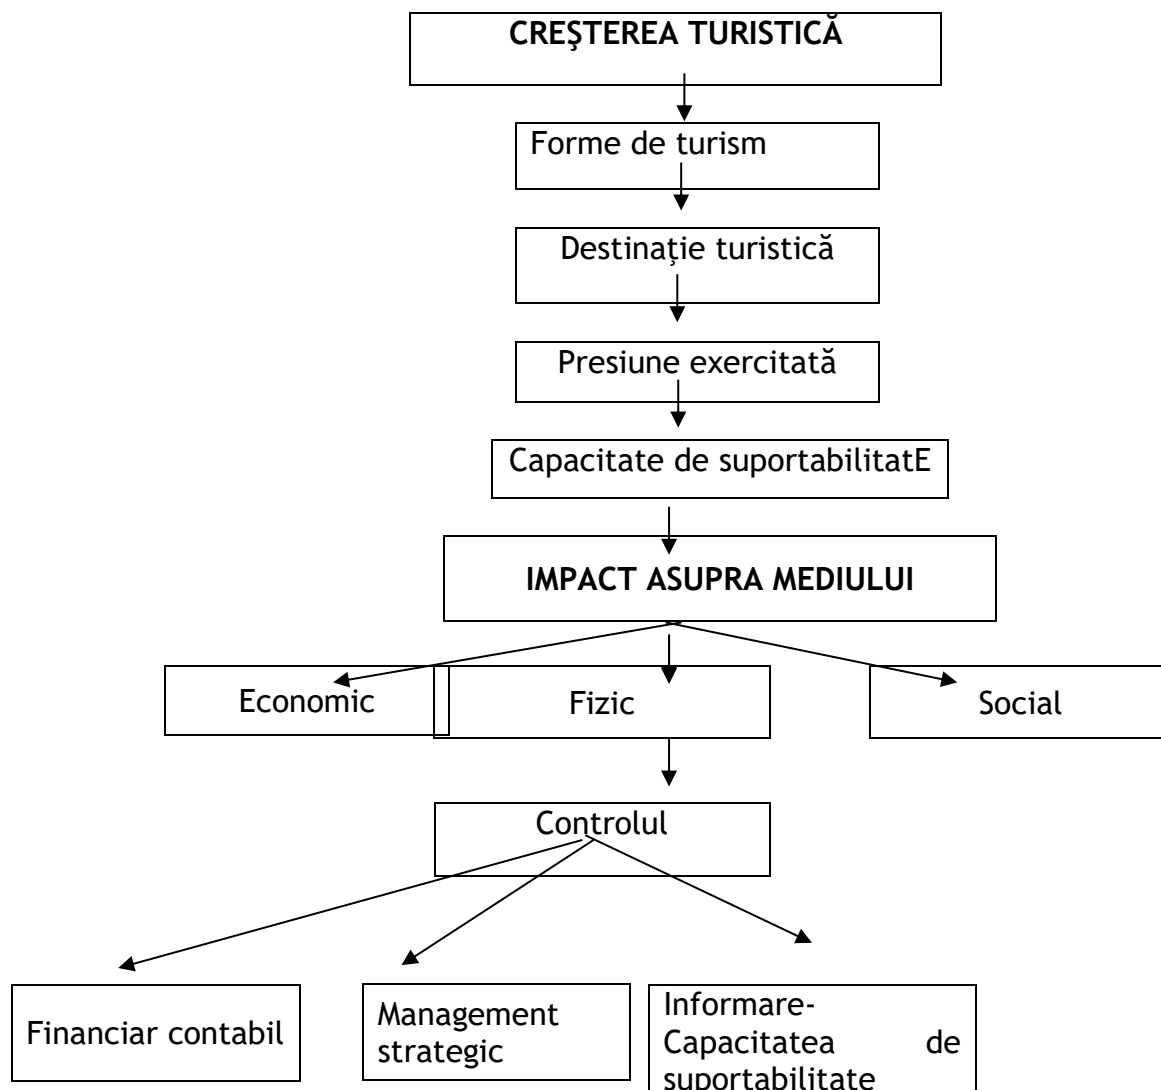 CREŞTEREA TURISTICĂ
Forme de turism
Destinaţie turistică
Presiune exercitată
Capacitate de suportabilitatE
IMPACT ASUPRA MEDIULUI
Economic
Fizic
Social
Controlul
Financiar contabil
Management
strategic
Informare-
Capacitatea de
suportabilitate